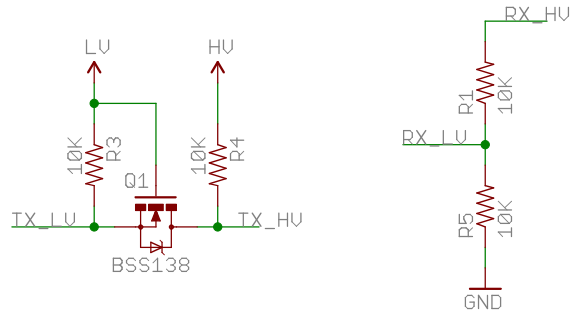 LV
HV
10K
R3
10K
R4
Q1
TX_LV
TX_HV
BSS138
RX_HV
R1
10K
RX_LV
R5
10K
GND